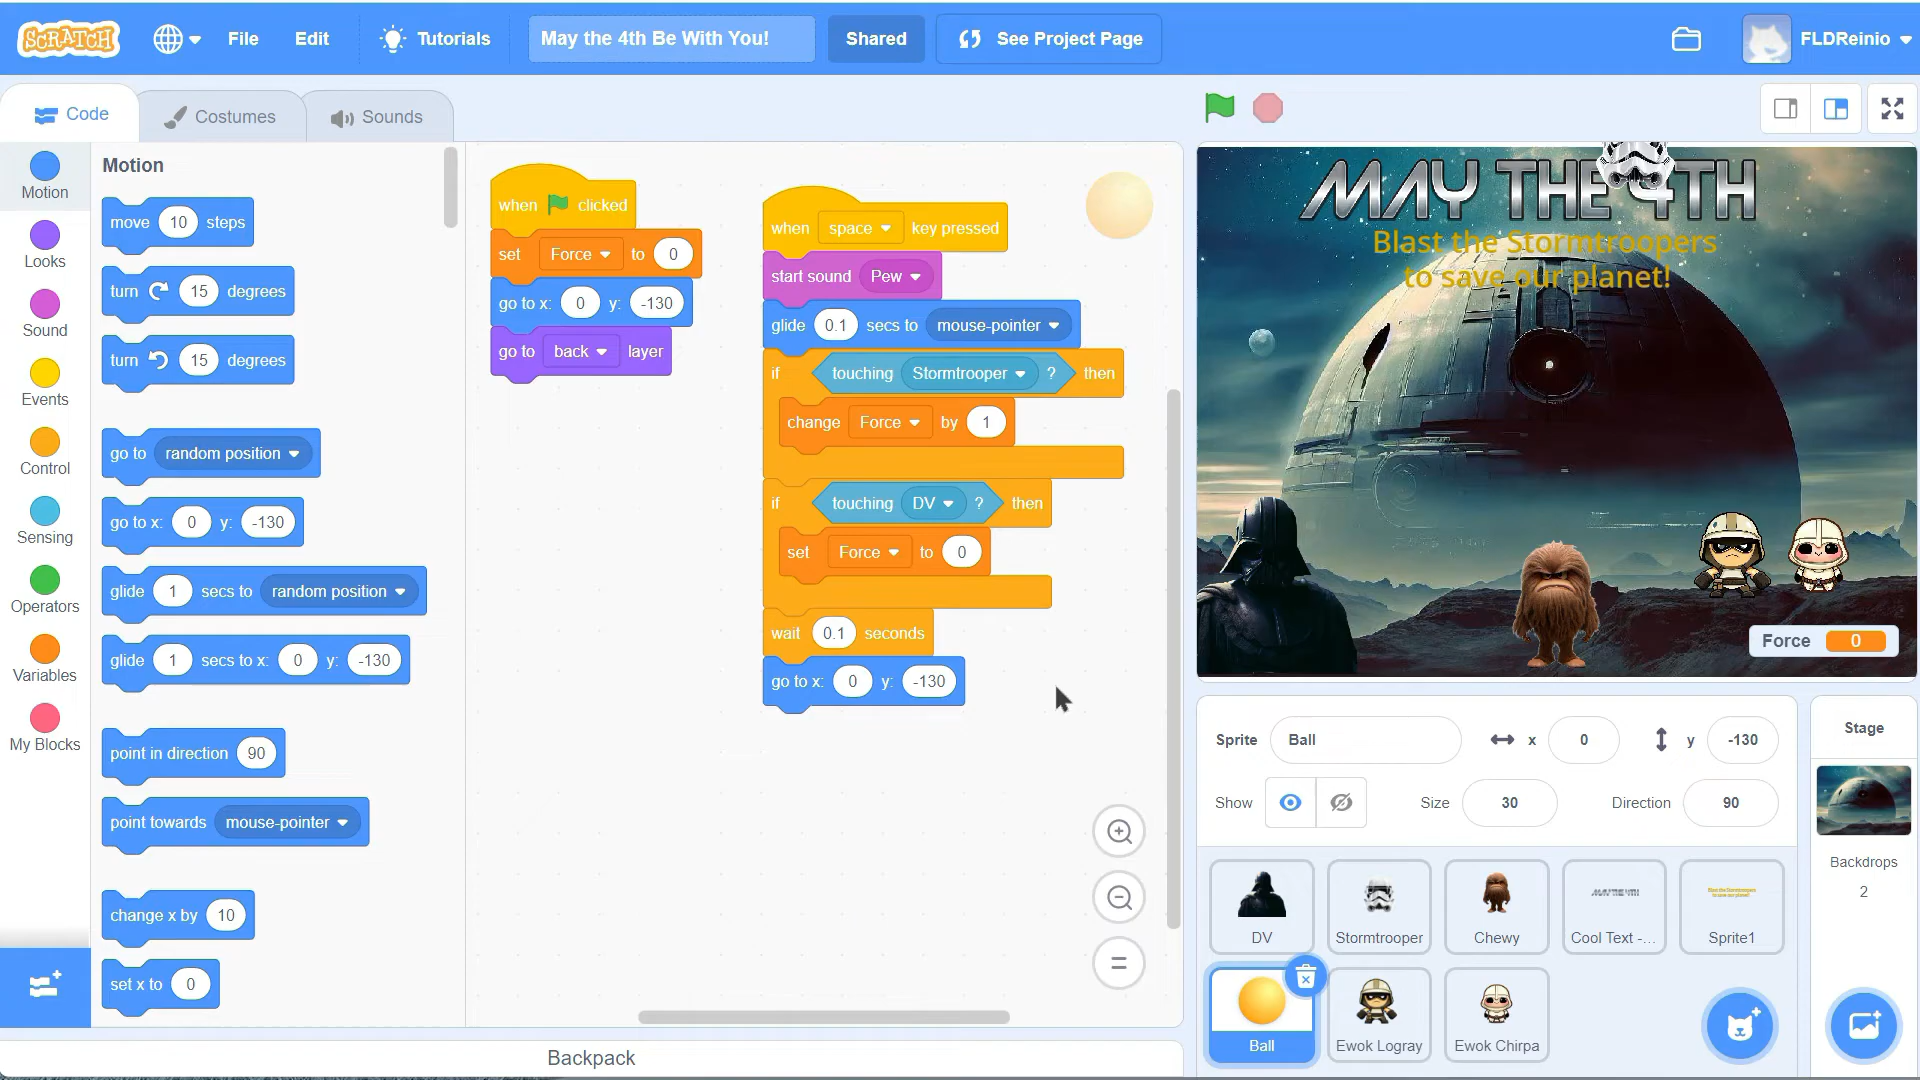 SCRATCH
File
Edit
Tutorials
May the 4th Be With You!
Shared
See Project Page
FLDReinio
Code
Costumes
Sounds
Motion
Looks
Sound
Events
Control
Sensing
Operators
Variables
My Blocks
Motion
move 10 steps
turn 15 degrees
turn 15 degrees
go to random position
go to x: 0 y: -130
glide 1 secs to random position
glide 1 secs to x: 0 y: -130
point in direction 90
point towards mouse-pointer
change x by 10
set x to 0
when clicked
set Force to 0
go to x: 0 y: -130
go to back layer
when space key pressed
start sound Pew
glide 0.1 secs to mouse-pointer
if touching Stormtrooper ? then
change Force by 1
if touching DV ? then
set Force to 0
wait 0.1 seconds
go to x: 0 y: -130
Backpack
MAY THE 4TH
Blast the Stormtroopers
to save our planet!
Force 0
Sprite Ball x 0 y -130
Show Size 30 Direction 90
DV
Stormtrooper
Chewy
Cool Text -...
Sprite1
Ball
Ewok Logray
Ewok Chirpa
Stage
Backdrops
2